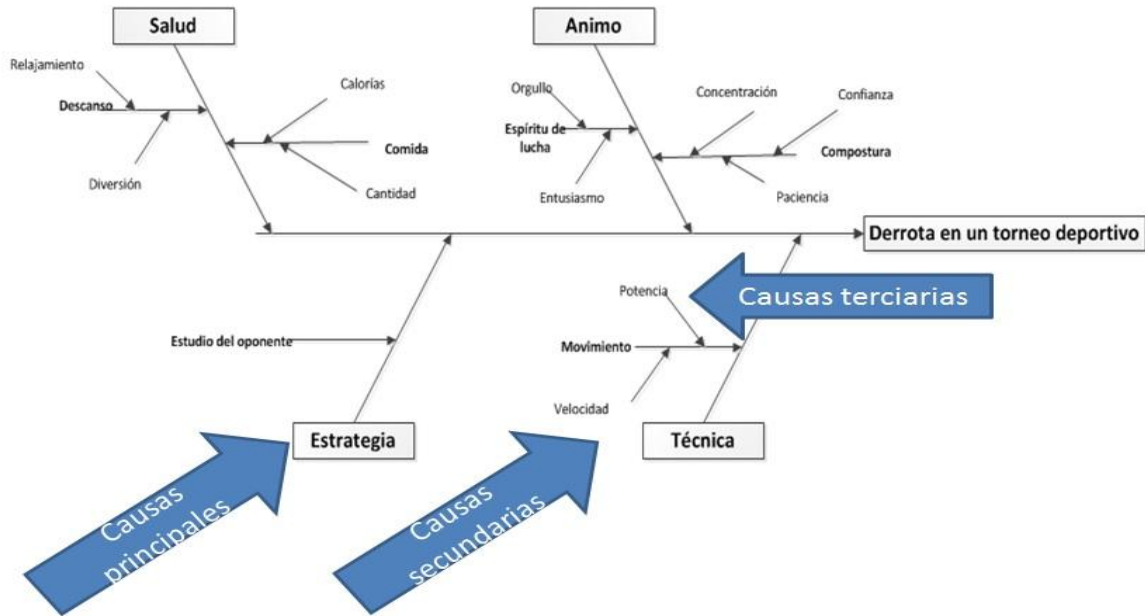 Salud
Animo
Relajamiento
Descanso
Diversión
Calorías
Comida
Cantidad
Orgullo
Espíritu de
lucha
Entusiasmo
Concentración
Confianza
Compostura
Paciencia
Derrota en un torneo deportivo
Estudio del oponente
Estrategia
Potencia
Movimiento
Velocidad
Técnica
Causas terciarias
Causas
principales
Causas
secundarias